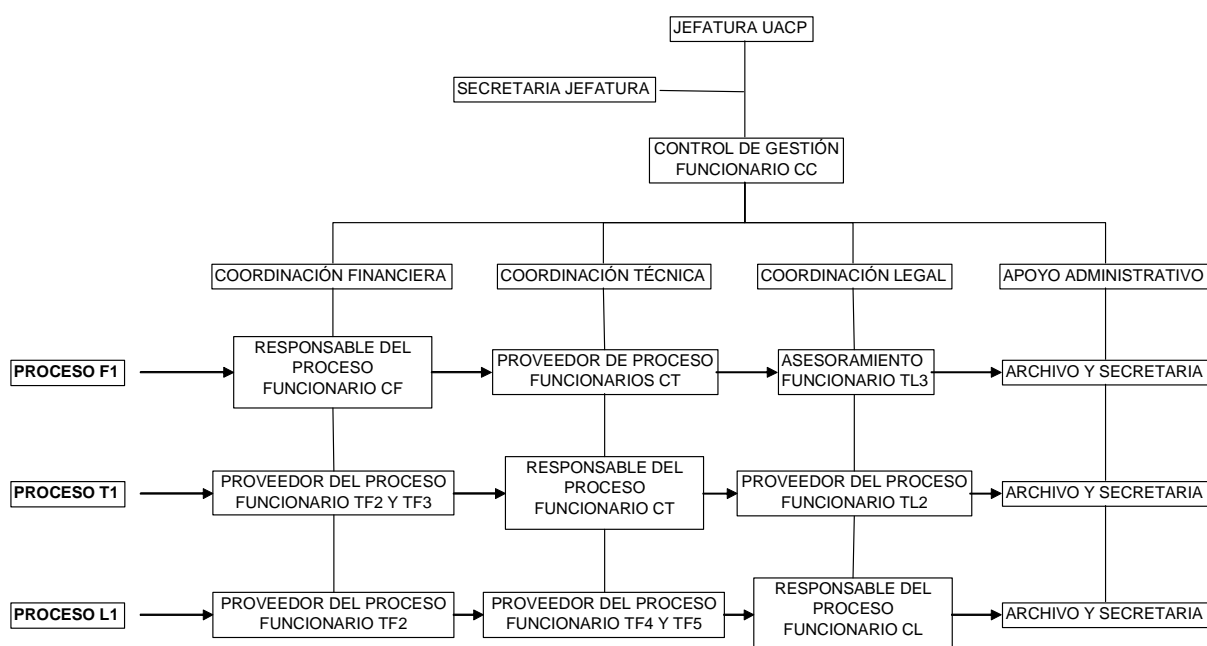 JEFATURA UACP
SECRETARIA JEFATURA
CONTROL DE GESTIÓN
FUNCIONARIO CC
COORDINACIÓN FINANCIERA
COORDINACIÓN TÉCNICA
COORDINACIÓN LEGAL
APOYO ADMINISTRATIVO
PROCESO F1
RESPONSABLE DEL
PROCESO
FUNCIONARIO CF
PROVEEDOR DE PROCESO
FUNCIONARIOS CT
ASESORAMIENTO
FUNCIONARIO TL3
ARCHIVO Y SECRETARIA
PROCESO T1
PROVEEDOR DEL PROCESO
FUNCIONARIO TF2 Y TF3
RESPONSABLE DEL
PROCESO
FUNCIONARIO CT
PROVEEDOR DEL PROCESO
FUNCIONARIO TL2
ARCHIVO Y SECRETARIA
PROCESO L1
PROVEEDOR DEL PROCESO
FUNCIONARIO TF2
PROVEEDOR DEL PROCESO
FUNCIONARIO TF4 Y TF5
RESPONSABLE DEL
PROCESO
FUNCIONARIO CL
ARCHIVO Y SECRETARIA